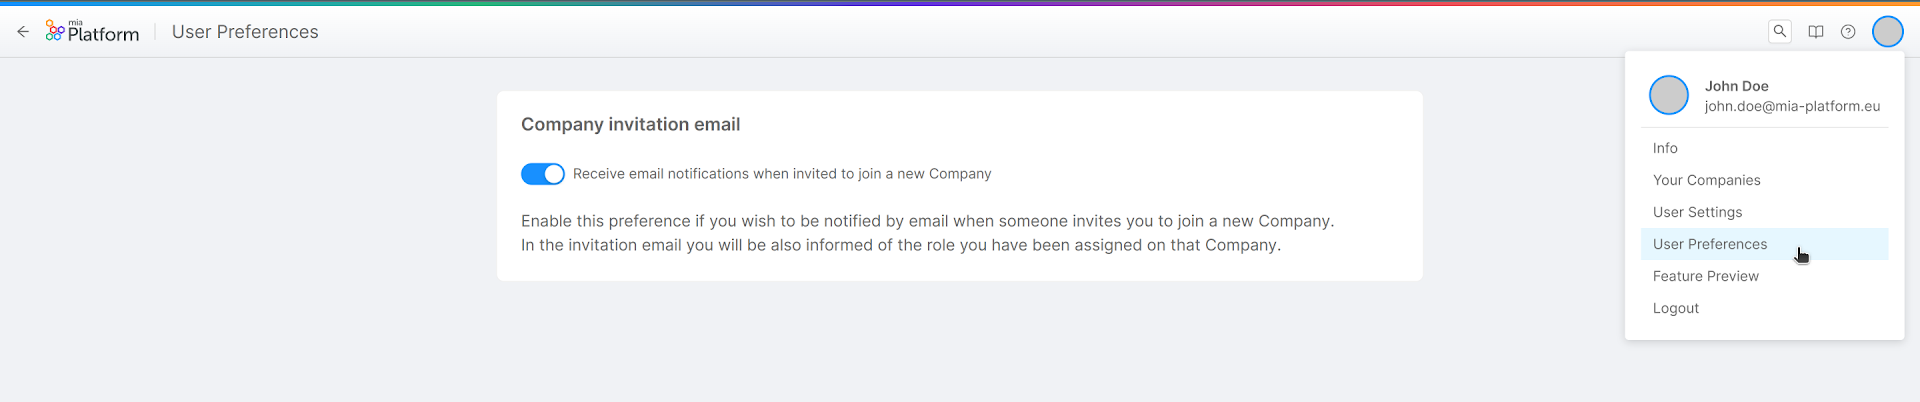 mia
Platform
User Preferences
John Doe
john.doe@mia-platform.eu
Info
Your Companies
User Settings
User Preferences
Feature Preview
Logout
Company invitation email
Receive email notifications when invited to join a new Company
Enable this preference if you wish to be notified by email when someone invites you to join a new Company.
In the invitation email you will be also informed of the role you have been assigned on that Company.